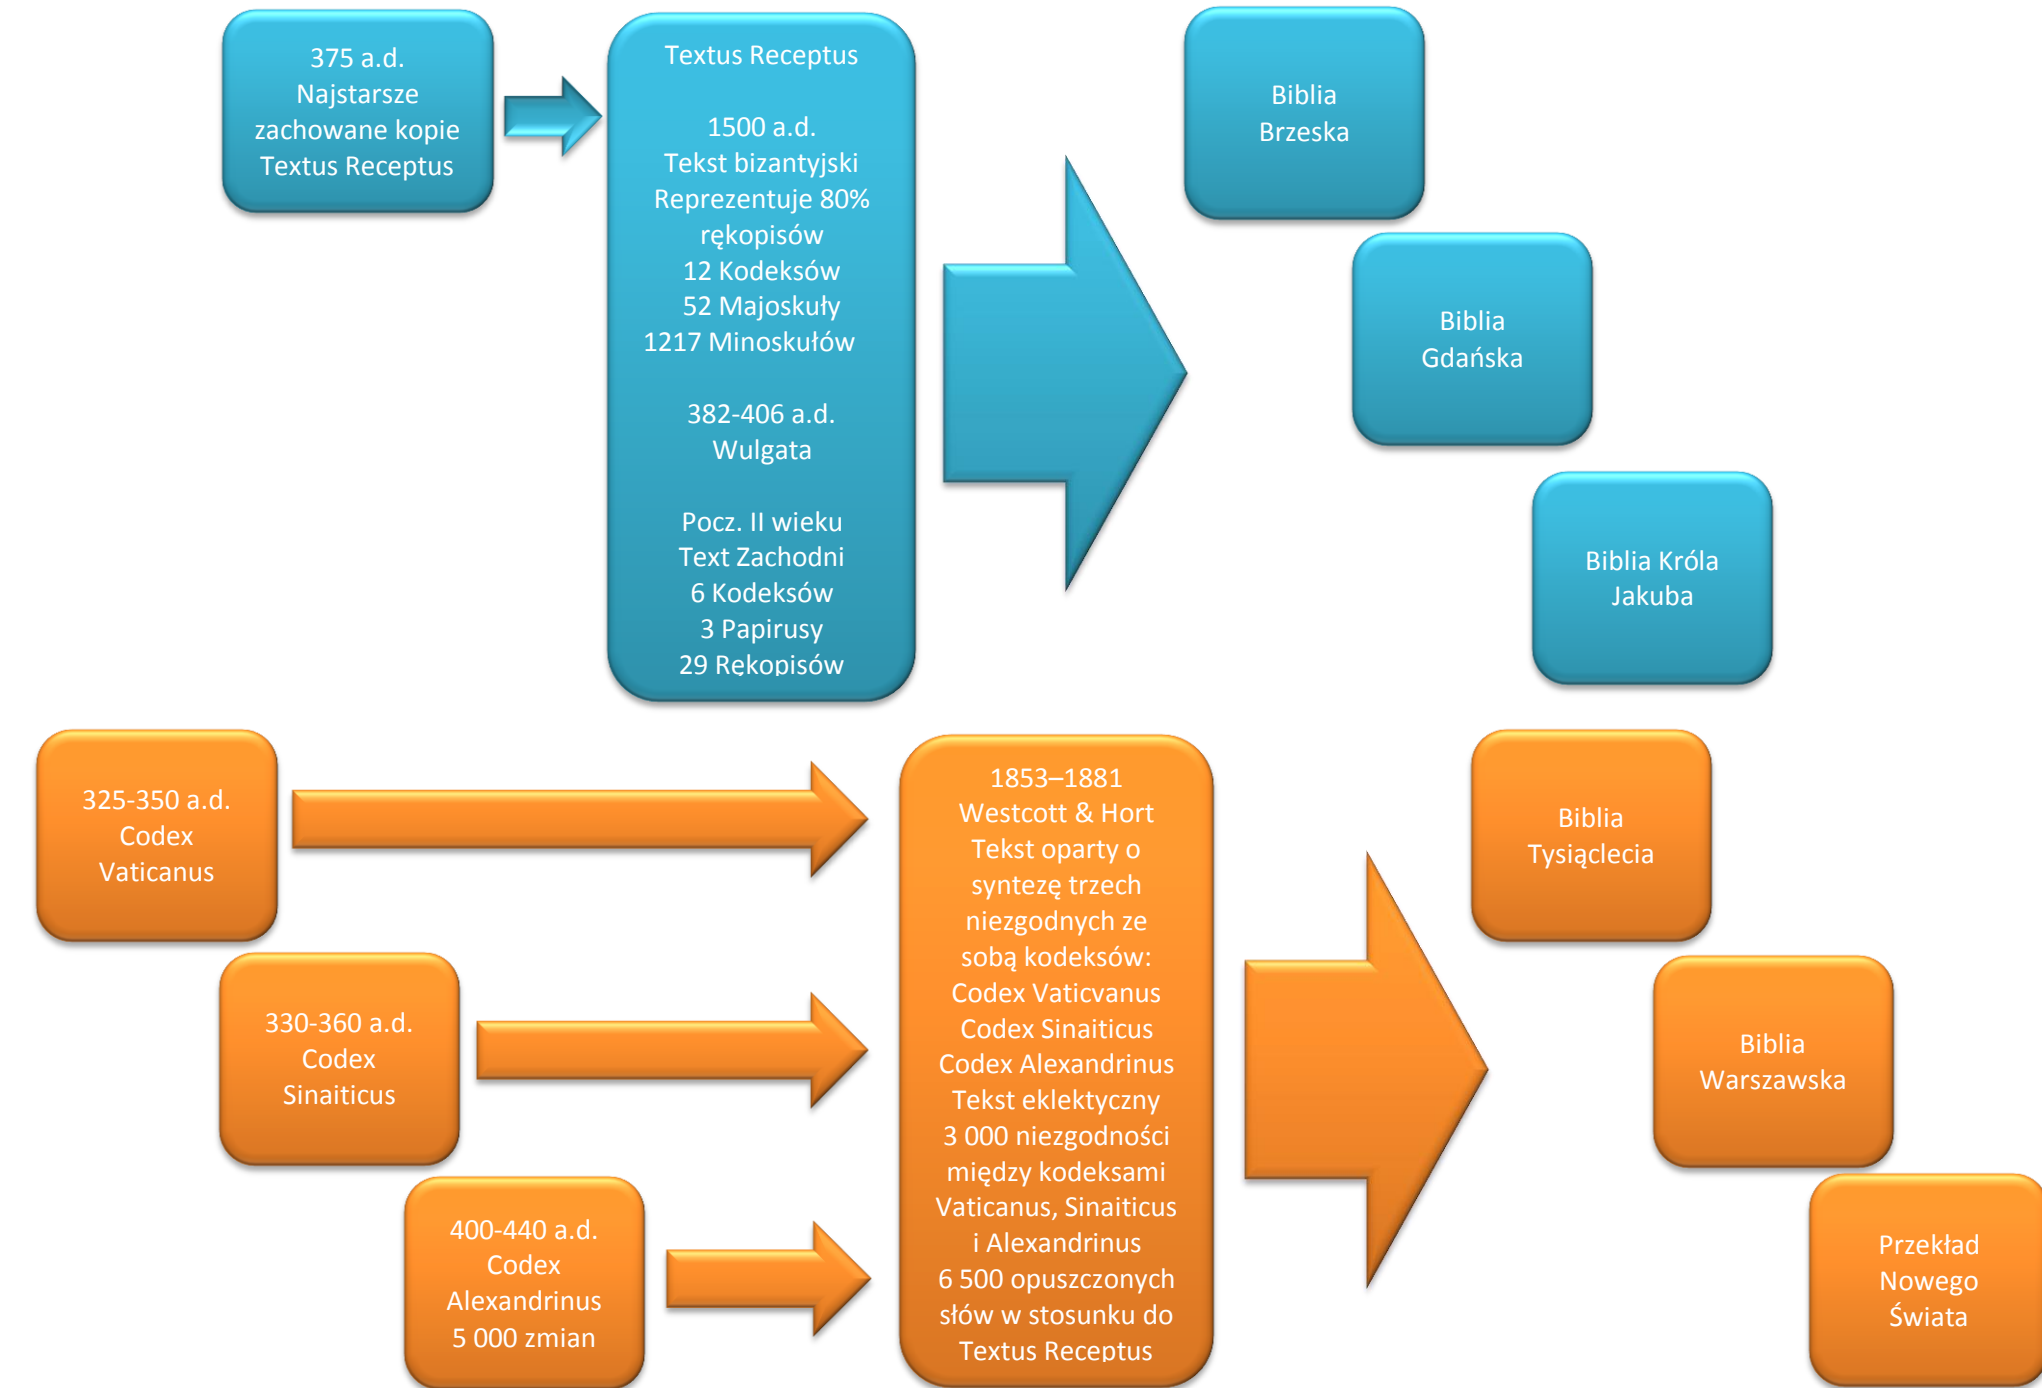 375 a.d.
Najstarsze
zachowane kopie
Textus Receptus
Textus Receptus
1500 a.d.
Tekst bizantyjski
Reprezentuje 80%
rękopisów
12 Kodeksów
52 Majoskuły
1217 Minoskułów
382-406 a.d.
Wulgata
Pocz. II wieku
Text Zachodni
6 Kodeksów
3 Papirusy
29 Rękopisów
Biblia
Brzeska
Biblia
Gdańska
Biblia Króla
Jakuba
325-350 a.d.
Codex
Vaticanus
330-360 a.d.
Codex
Sinaiticus
400-440 a.d.
Codex
Alexandrinus
5 000 zmian
1853–1881
Westcott & Hort
Tekst oparty o
syntezę trzech
niezgodnych ze
sobą kodeksów:
Codex Vaticvanus
Codex Sinaiticus
Codex Alexandrinus
Tekst eklektyczny
3 000 niezgodności
między kodeksami
Vaticanus, Sinaiticus
i Alexandrinus
6 500 opuszczonych
słów w stosunku do
Textus Receptus
Biblia
Tysiąclecia
Biblia
Warszawska
Przekład
Nowego
Świata